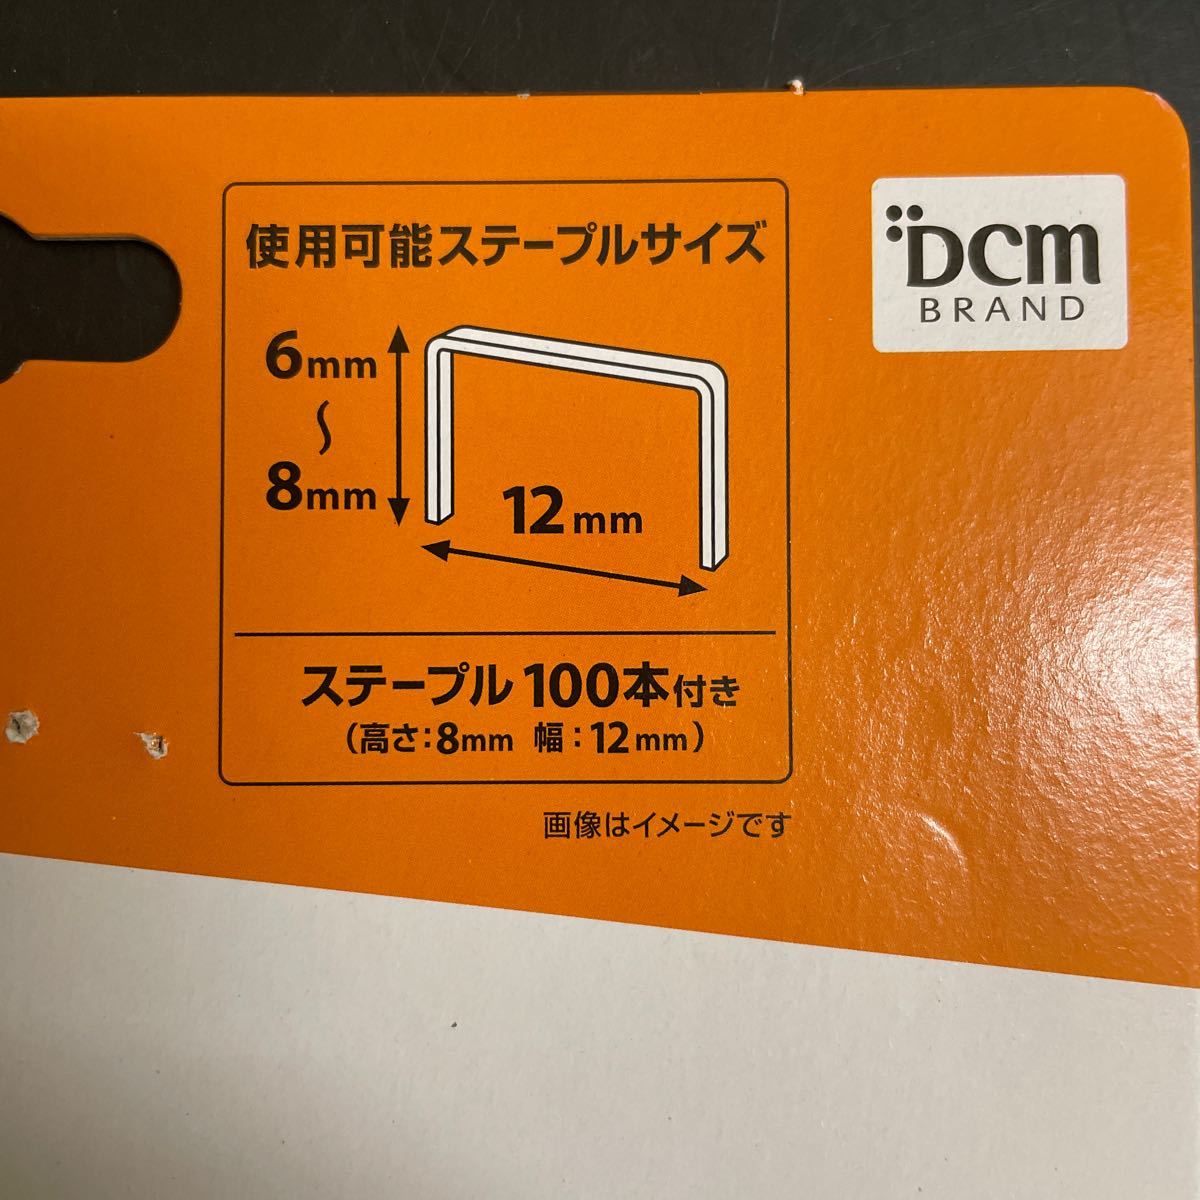 使用可能ステープルサイズ
DCM
BRAND
6mm
〜
8mm
12mm
ステープル100本付き
(高さ:8mm 幅:12mm)
画像はイメージです